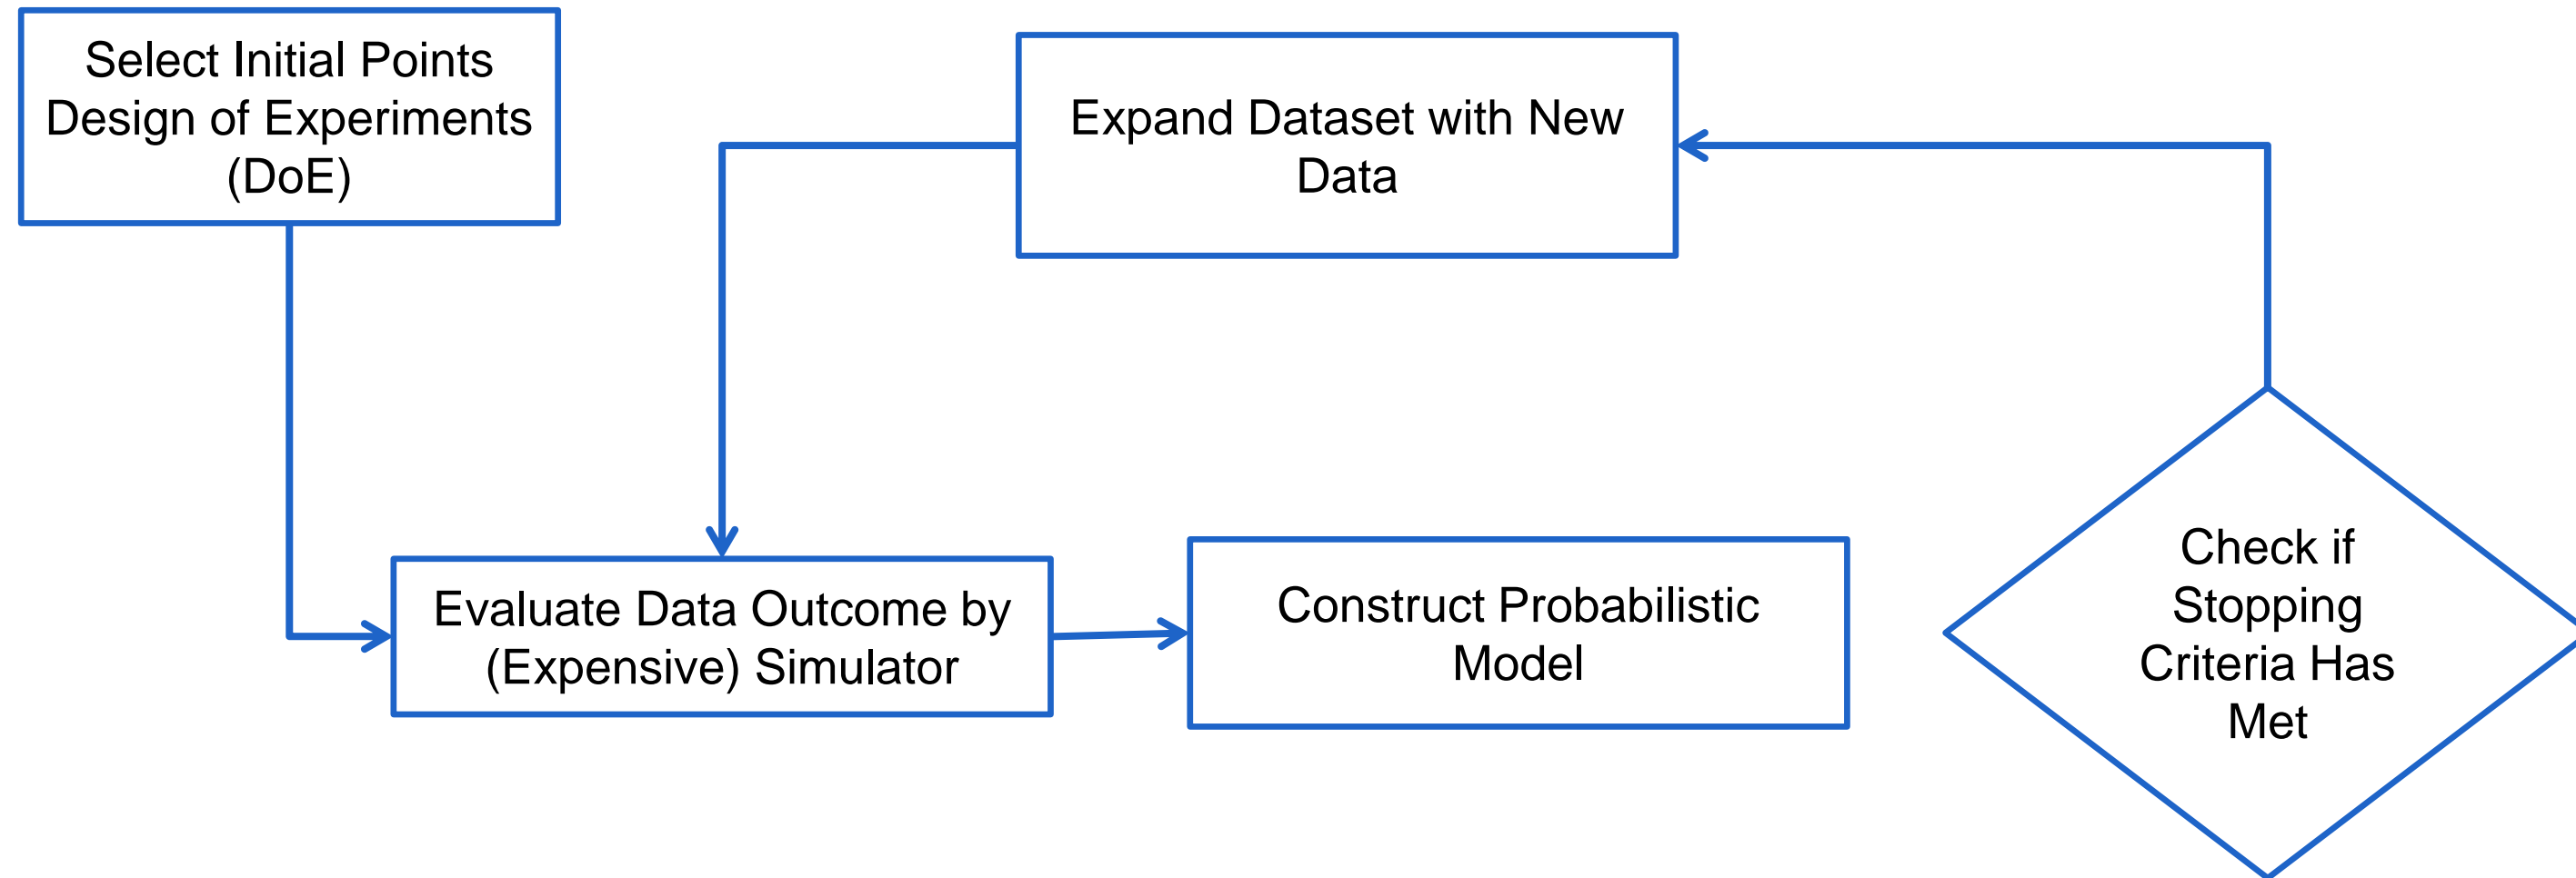 Select Initial Points
Design of Experiments
(DoE)
Expand Dataset with New
Data
Evaluate Data Outcome by
(Expensive) Simulator
Construct Probabilistic
Model
Check if
Stopping
Criteria Has
Met